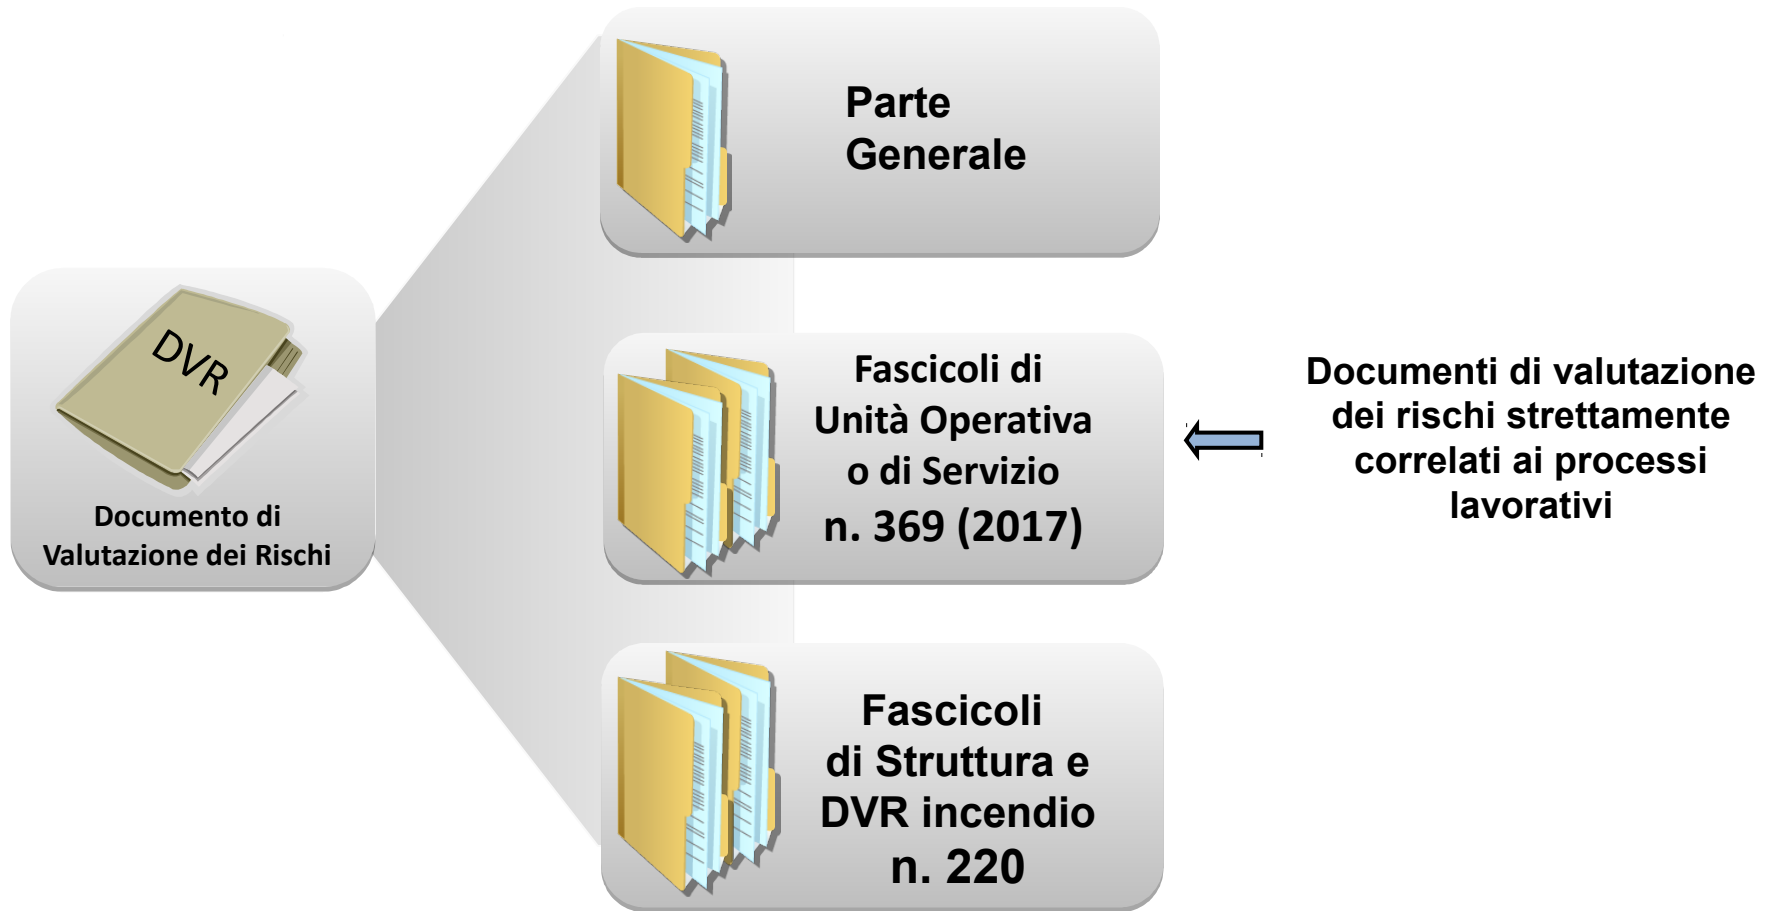 DVR
Documento di
Valutazione dei Rischi
Parte
Generale
Fascicoli di
Unità Operativa
o di Servizio
n. 369 (2017)
Documenti di valutazione
dei rischi strettamente
correlati ai processi
lavorativi
Fascicoli
di Struttura e
DVR incendio
n. 220